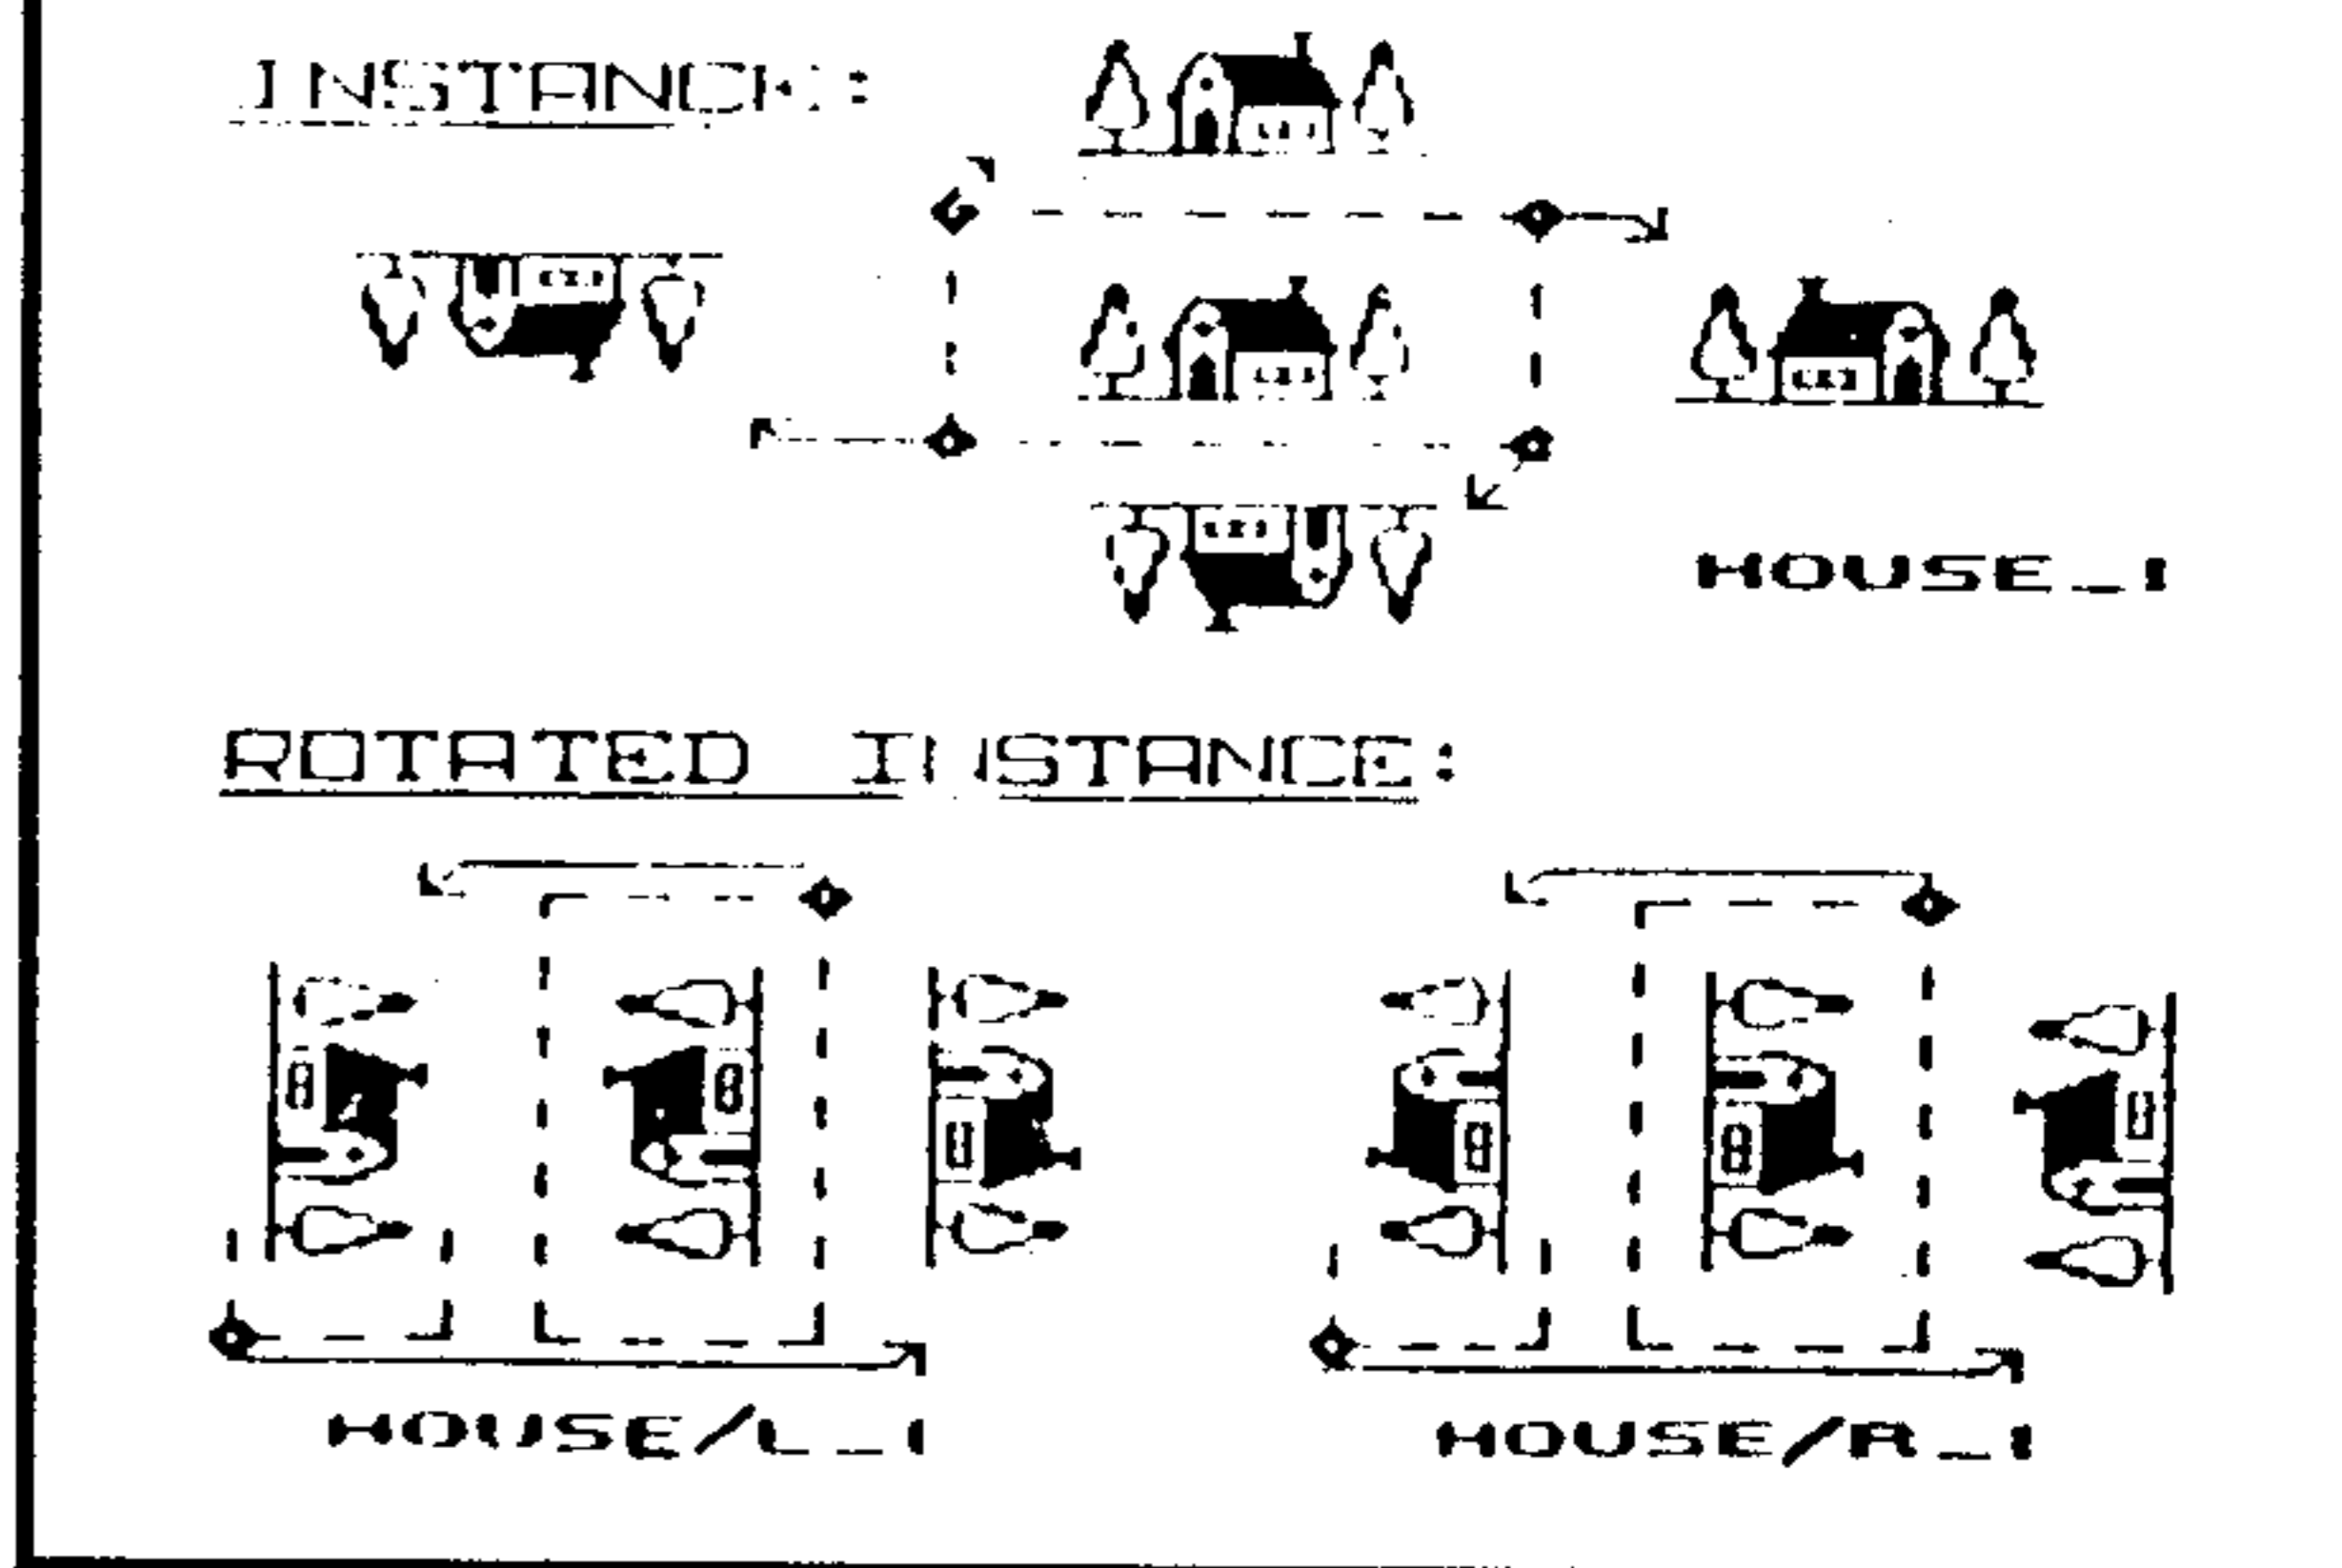 INSTANCE:
HOUSE_1
ROTATED INSTANCE:
HOUSE/L_1
HOUSE/R_1